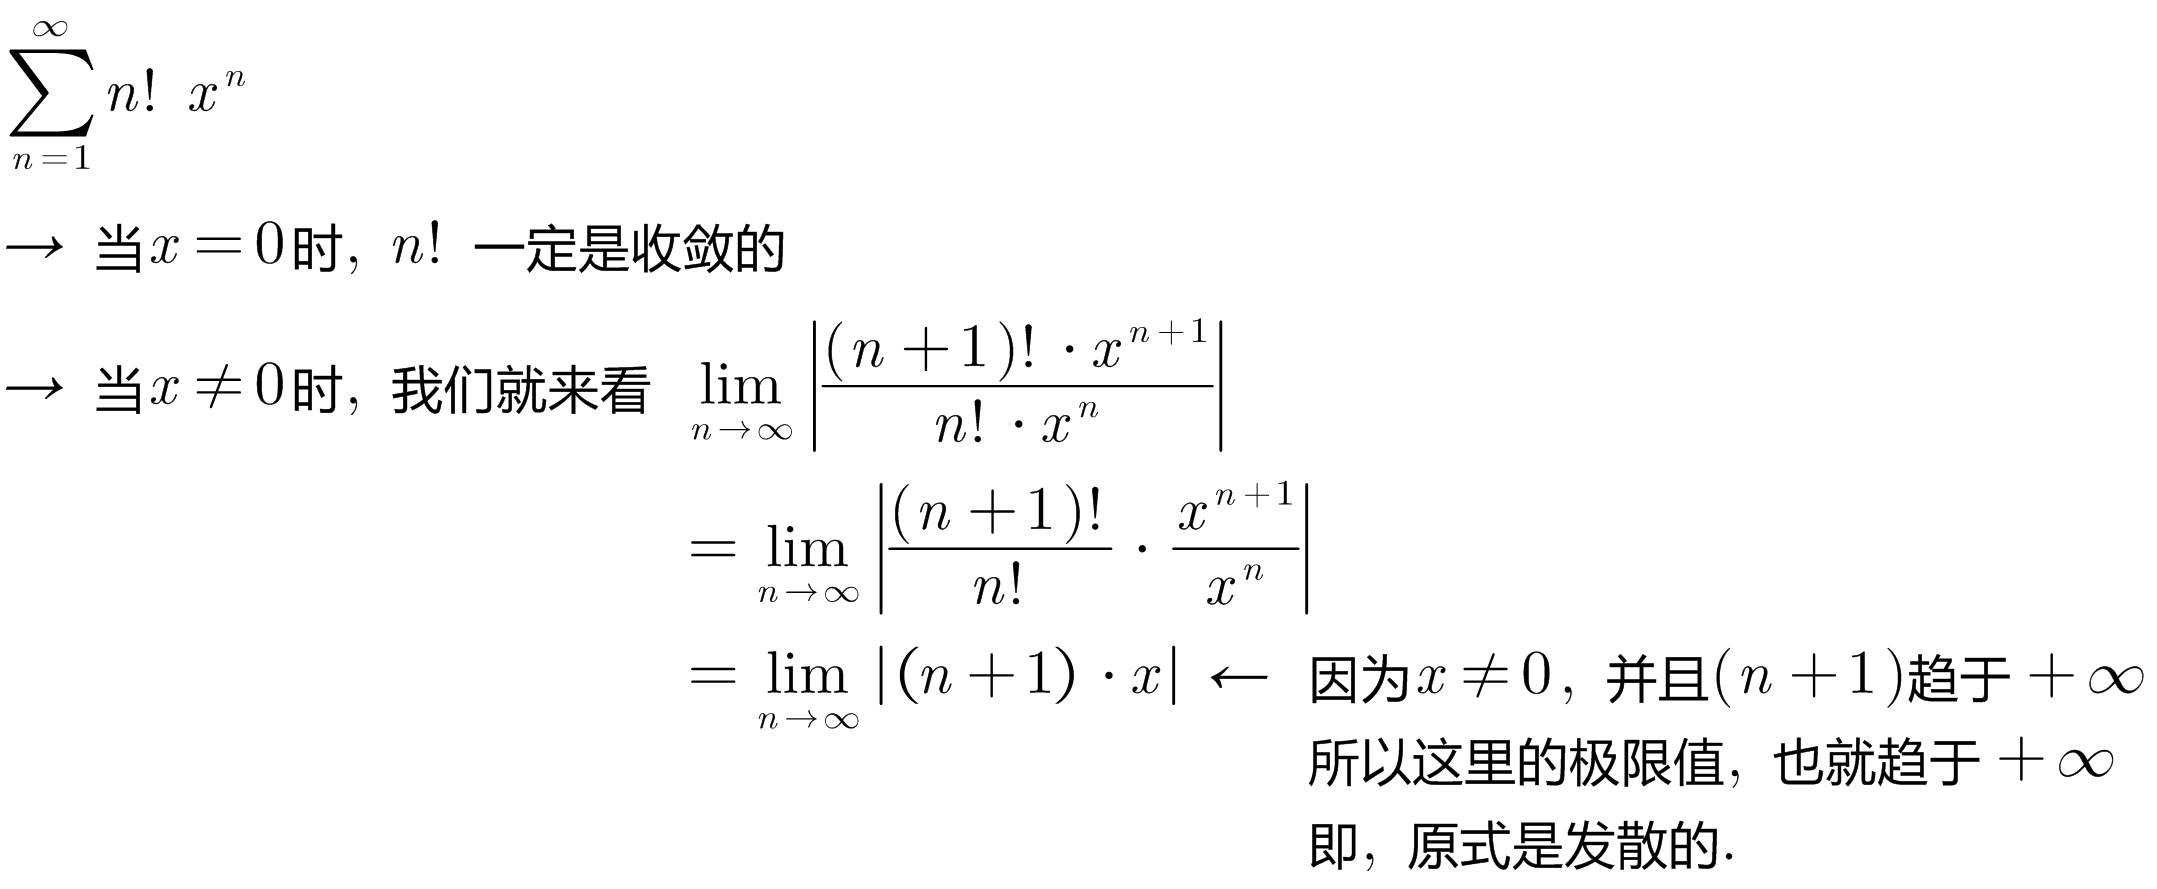 $\sum_{n=1}^{\infty} n! \ x^n$
→ 当$x = 0$时, $n!$ 一定是收敛的
→ 当$x \neq 0$时, 我们就来看 $\lim_{n \to \infty} \left| \frac{(n+1)! \cdot x^{n+1}}{n! \cdot x^n} \right|$
$= \lim_{n \to \infty} \left| \frac{(n+1)!}{n!} \cdot \frac{x^{n+1}}{x^n} \right|$
$= \lim_{n \to \infty} |(n+1) \cdot x|$ ← 因为$x \neq 0$, 并且$(n+1)$趋于$+\infty$
所以这里的极限值, 也就趋于$+\infty$
即, 原式是发散的.